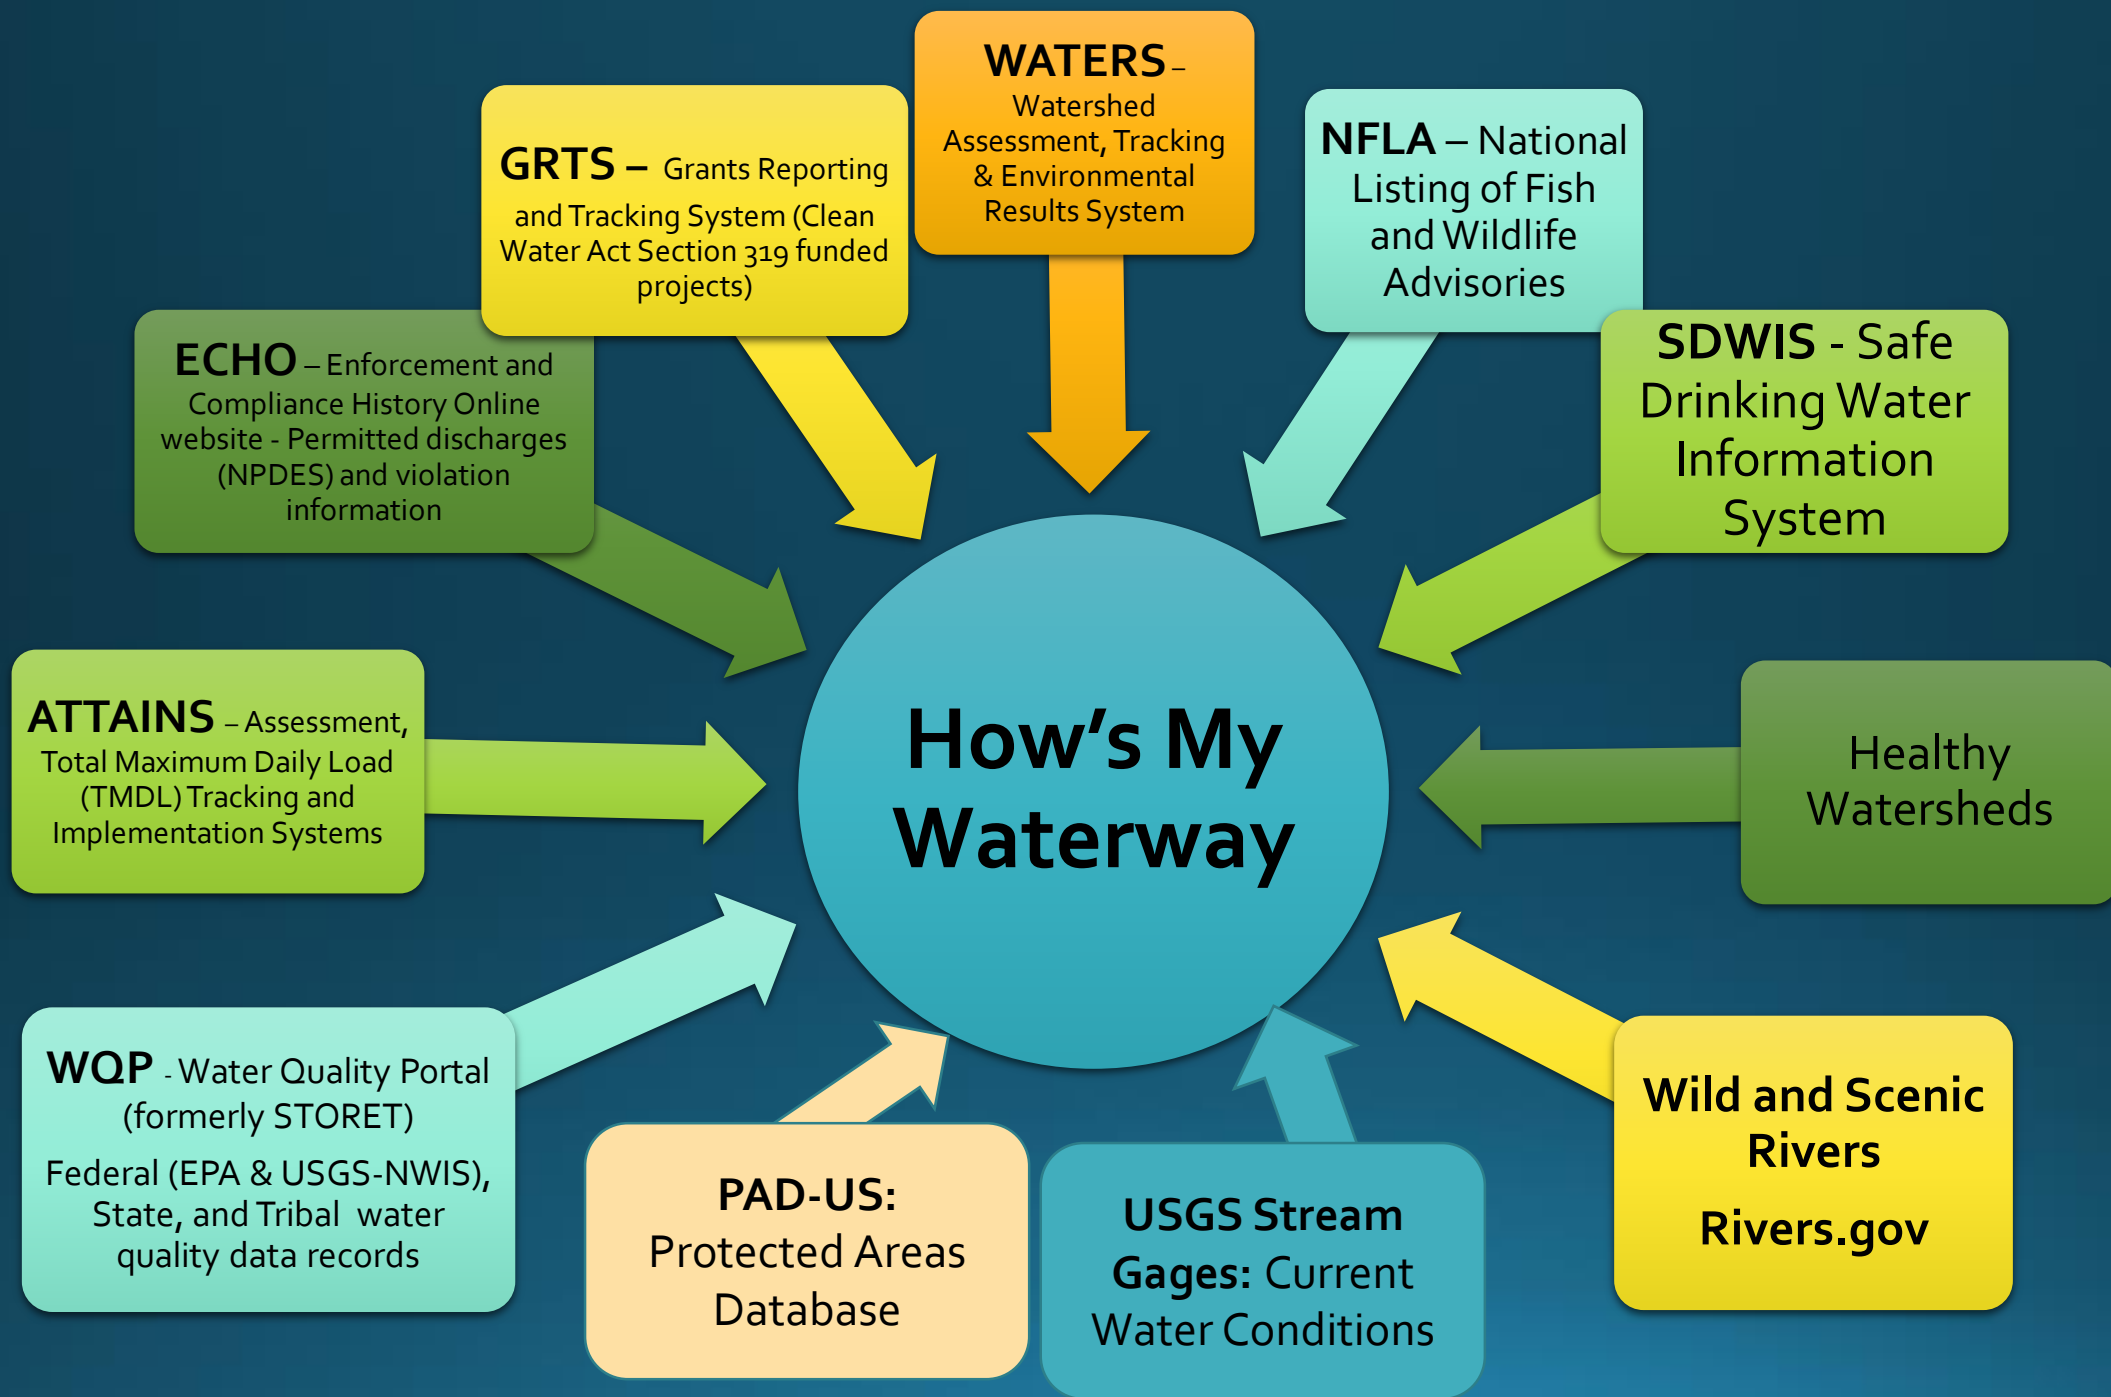 WATERS –
Watershed
Assessment, Tracking
& Environmental
Results System
GRTS – Grants Reporting
and Tracking System (Clean
Water Act Section 319 funded
projects)
NFLA – National
Listing of Fish
and Wildlife
Advisories
ECHO – Enforcement and
Compliance History Online
website - Permitted discharges
(NPDES) and violation
information
SDWIS - Safe
Drinking Water
Information
System
ATTAINS – Assessment,
Total Maximum Daily Load
(TMDL) Tracking and
Implementation Systems
How's My
Waterway
Healthy
Watersheds
WQP - Water Quality Portal
(formerly STORET)
Federal (EPA & USGS-NWIS),
State, and Tribal water
quality data records
PAD-US:
Protected Areas
Database
USGS Stream
Gages: Current
Water Conditions
Wild and Scenic
Rivers
Rivers.gov